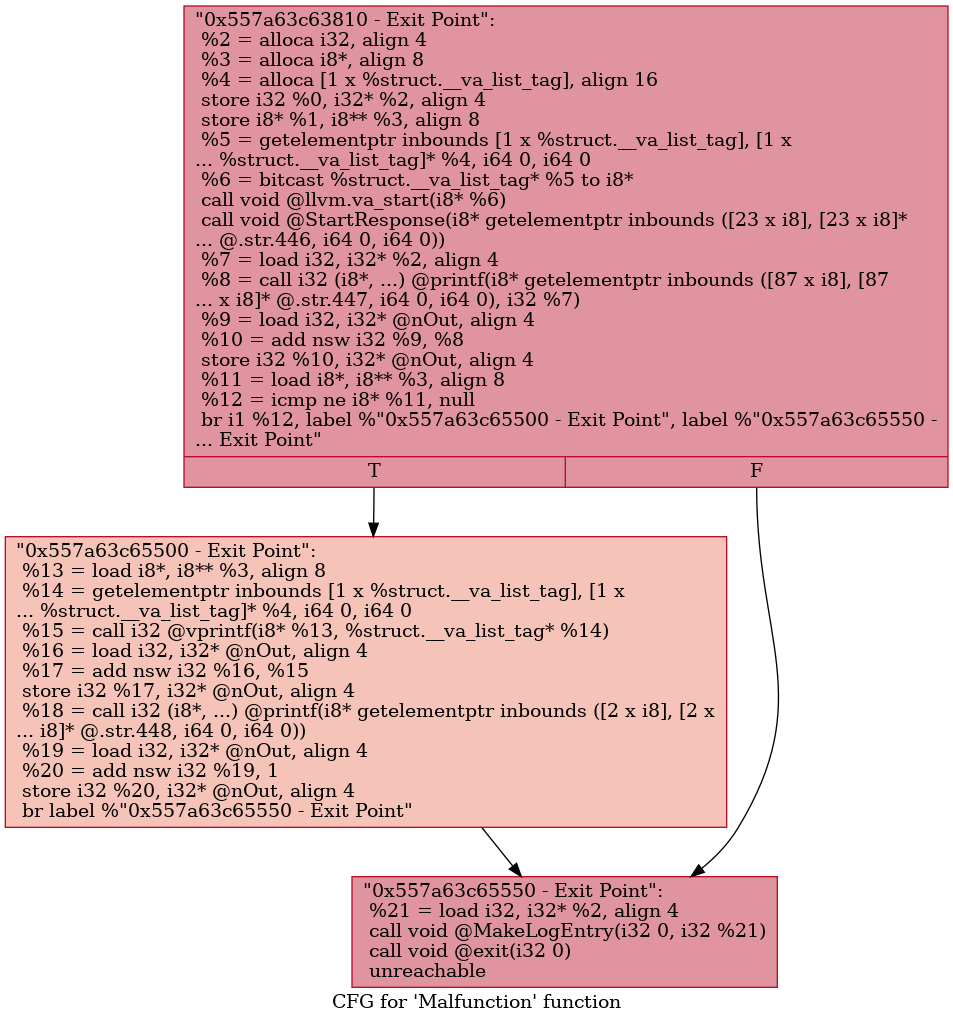 "0x557a63c63810 - Exit Point":
%2 = alloca i32, align 4
%3 = alloca i8*, align 8
%4 = alloca [1 x %struct.__va_list_tag], align 16
store i32 %0, i32* %2, align 4
store i8* %1, i8** %3, align 8
%5 = getelementptr inbounds [1 x %struct.__va_list_tag], [1 x
... %struct.__va_list_tag]* %4, i64 0, i64 0
%6 = bitcast %struct.__va_list_tag* %5 to i8*
call void @llvm.va_start(i8* %6)
call void @StartResponse(i8* getelementptr inbounds ([23 x i8], [23 x i8]*
... @.str.446, i64 0, i64 0))
%7 = load i32, i32* %2, align 4
%8 = call i32 (i8*, ...) @printf(i8* getelementptr inbounds ([87 x i8], [87
... x i8]* @.str.447, i64 0, i64 0), i32 %7)
%9 = load i32, i32* @nOut, align 4
%10 = add nsw i32 %9, %8
store i32 %10, i32* @nOut, align 4
%11 = load i8*, i8** %3, align 8
%12 = icmp ne i8* %11, null
br i1 %12, label %"0x557a63c65500 - Exit Point", label %"0x557a63c65550 -
... Exit Point"
T
F
"0x557a63c65500 - Exit Point":
%13 = load i8*, i8** %3, align 8
%14 = getelementptr inbounds [1 x %struct.__va_list_tag], [1 x
... %struct.__va_list_tag]* %4, i64 0, i64 0
%15 = call i32 @vprintf(i8* %13, %struct.__va_list_tag* %14)
%16 = load i32, i32* @nOut, align 4
%17 = add nsw i32 %16, %15
store i32 %17, i32* @nOut, align 4
%18 = call i32 (i8*, ...) @printf(i8* getelementptr inbounds ([2 x i8], [2 x
... i8]* @.str.448, i64 0, i64 0))
%19 = load i32, i32* @nOut, align 4
%20 = add nsw i32 %19, 1
store i32 %20, i32* @nOut, align 4
br label %"0x557a63c65550 - Exit Point"
"0x557a63c65550 - Exit Point":
%21 = load i32, i32* %2, align 4
call void @MakeLogEntry(i32 0, i32 %21)
call void @exit(i32 0)
unreachable
CFG for 'Malfunction' function